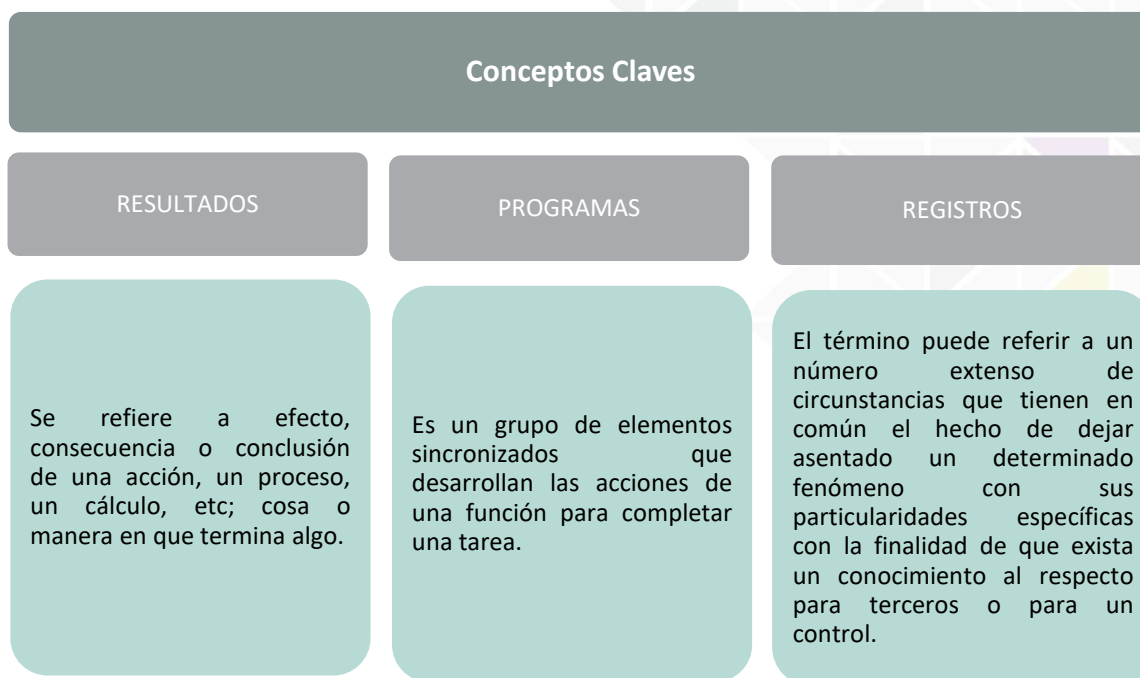 Conceptos Claves
RESULTADOS
Se refiere a efecto,
consecuencia o conclusión
de una acción, un proceso,
un cálculo, etc; cosa o
manera en que termina algo.
PROGRAMAS
Es un grupo de elementos
sincronizados que
desarrollan las acciones de
una función para completar
una tarea.
REGISTROS
El término puede referir a un
número extenso de
circunstancias que tienen en
común el hecho de dejar
asentado un determinado
fenómeno con sus
particularidades específicas
con la finalidad de que exista
un conocimiento al respecto
para terceros o para un
control.